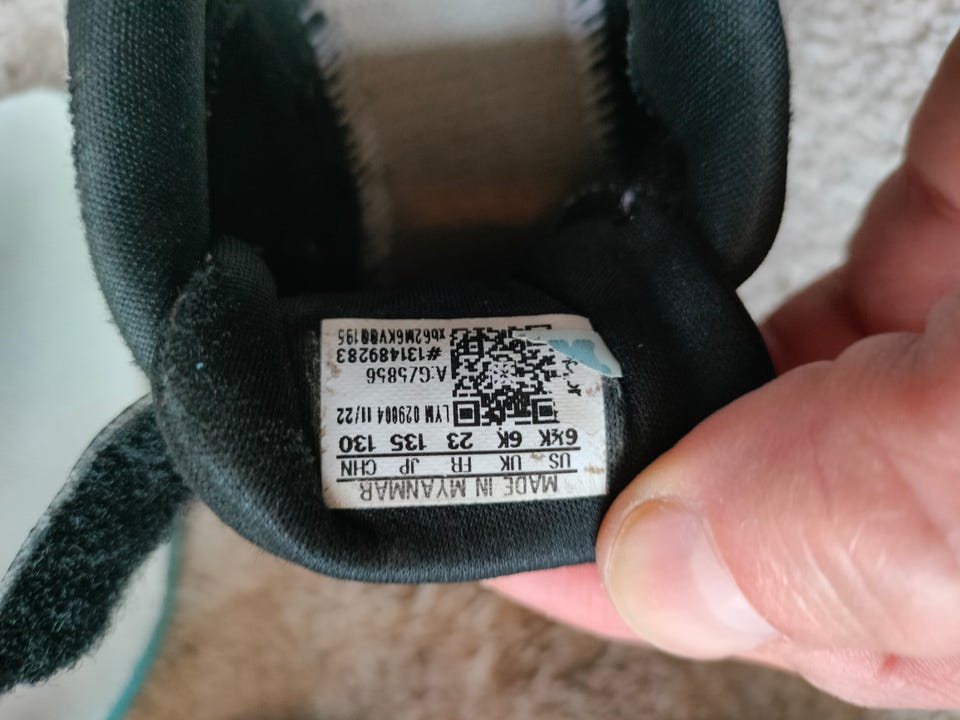 MADE IN MYANMAR
US UK FR JP CHN
6½K 6K 23 135 130
LYM 029004 11/22
A:GZ5856
#131489283